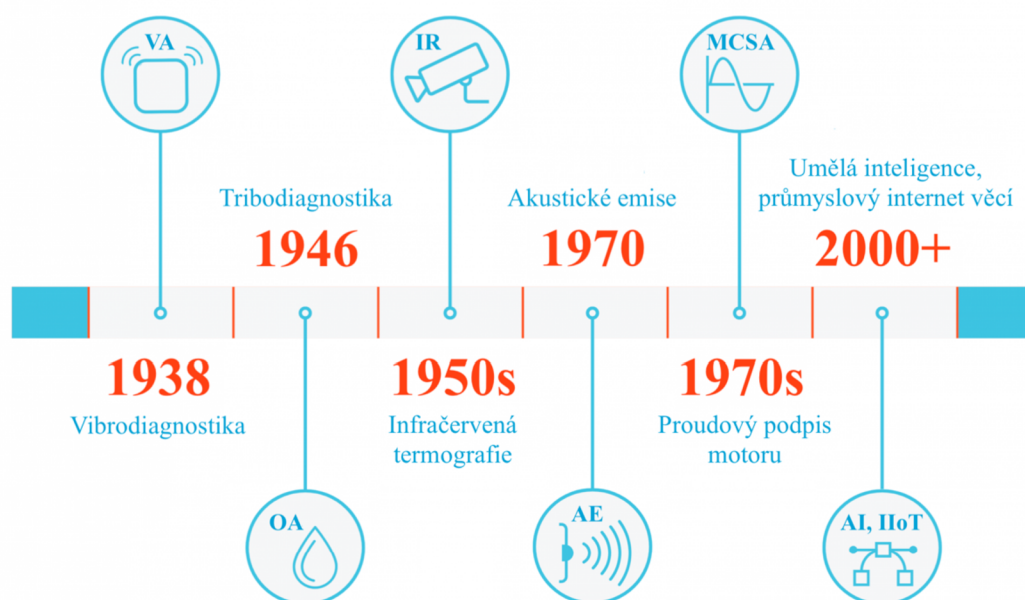 VA
IR
MCSA
Tribodiagnostika
1946
Akustické emise
1970
Umělá inteligence,
průmyslový internet věcí
2000+
1938
Vibrodiagnostika
1950s
Infračervená
termografie
1970s
Proudový podpis
motoru
OA
AE
AI, IIoT